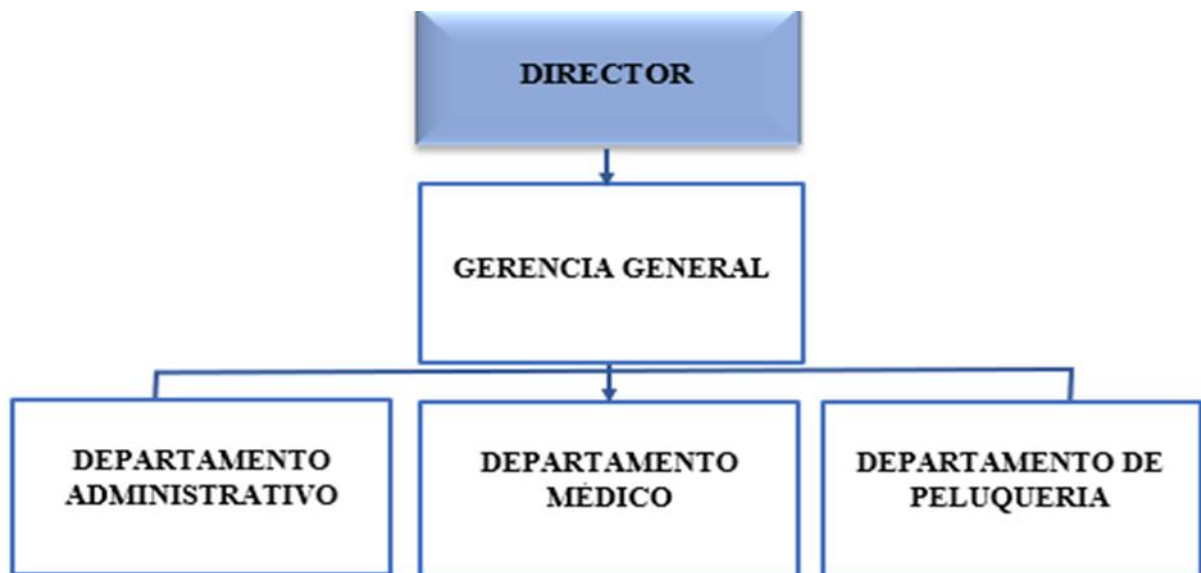 DIRECTOR
GERENCIA GENERAL
DEPARTAMENTO
ADMINISTRATIVO
DEPARTAMENTO
MÉDICO
DEPARTAMENTO DE
PELUQUERIA